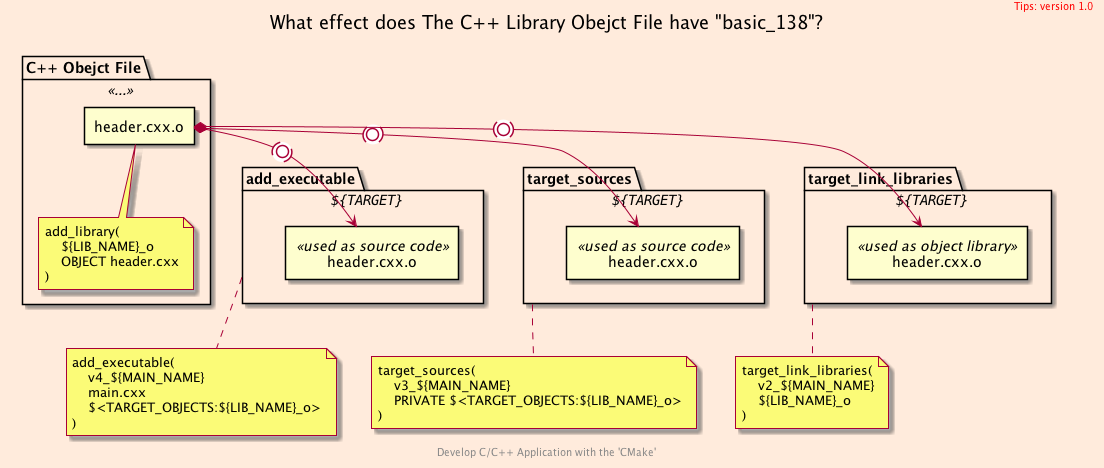 Tips: version 1.0
What effect does The C++ Library Obejct File have "basic_138"?
C++ Obejct File
«...»
header.cxx.o
add_library(
${LIB_NAME}_o
OBJECT header.cxx
)
add_executable
${TARGET}
«used as source code»
header.cxx.o
target_sources
${TARGET}
«used as source code»
header.cxx.o
target_link_libraries
${TARGET}
«used as object library»
header.cxx.o
add_executable(
v4_${MAIN_NAME}
main.cxx
$<TARGET_OBJECTS:${LIB_NAME}_o>
)
target_sources(
v3_${MAIN_NAME}
PRIVATE $<TARGET_OBJECTS:${LIB_NAME}_o>
)
target_link_libraries(
v2_${MAIN_NAME}
${LIB_NAME}_o
)
Develop C/C++ Application with the 'CMake'